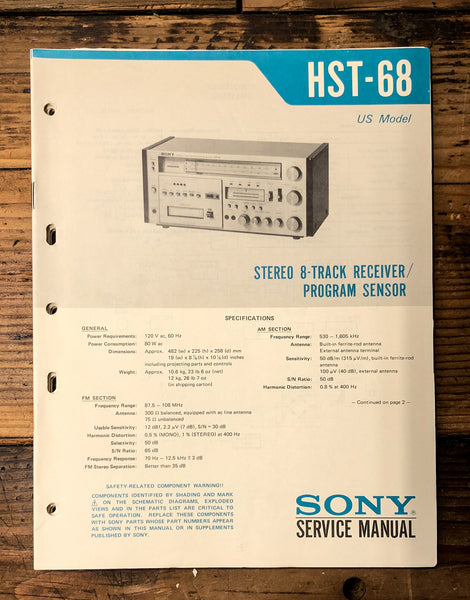 HST-68
US Model
SONY
STEREO 8-TRACK RECEIVER/
PROGRAM SENSOR
SPECIFICATIONS
GENERAL
Power Requirements: 120 V ac, 60 Hz
Power Consumption: 80 W ac
Dimensions: Approx. 482 (w) x 225 (h) x 258 (d) mm
19 (w) x 8 7/8 (h) x 10 1/4 (d) inches
including projecting parts and controls
Weight: Approx. 10.6 kg, 23 lb 6 oz (net)
12 kg, 26 lb 7 oz
(in shipping carton)
FM SECTION
Frequency Range: 87.5 – 108 MHz
Antenna: 300 Ω balanced, equipped with ac line antenna
75 Ω unbalanced
Usable Sensitivity: 12 dBf, 2.2 μV (7 dB), S/N = 30 dB
Harmonic Distortion: 0.5 % (MONO), 1 % (STEREO) at 400 Hz
Selectivity: 50 dB
S/N Ratio: 65 dB
Frequency Response: 70 Hz – 12.5 kHz ± 3 dB
FM Stereo Separation: Better than 35 dB
AM SECTION
Frequency Range: 530 – 1,605 kHz
Antenna: Built-in ferrite-rod antenna
External antenna terminal
Sensitivity: 50 dB/m (315 μV/m), built-in ferrite-rod
antenna
100 μV (40 dB), external antenna
S/N Ratio: 50 dB
Harmonic Distortion: 0.8 % at 400 Hz
– Continued on page 2 –
SAFETY-RELATED COMPONENT WARNING!!
COMPONENTS IDENTIFIED BY SHADING AND MARK
⚠ ON THE SCHEMATIC DIAGRAMS, EXPLODED
VIEWS AND IN THE PARTS LIST ARE CRITICAL TO
SAFE OPERATION. REPLACE THESE COMPONENTS
WITH SONY PARTS WHOSE PART NUMBERS APPEAR
AS SHOWN IN THIS MANUAL OR IN SUPPLEMENTS
PUBLISHED BY SONY.
SONY®
SERVICE MANUAL